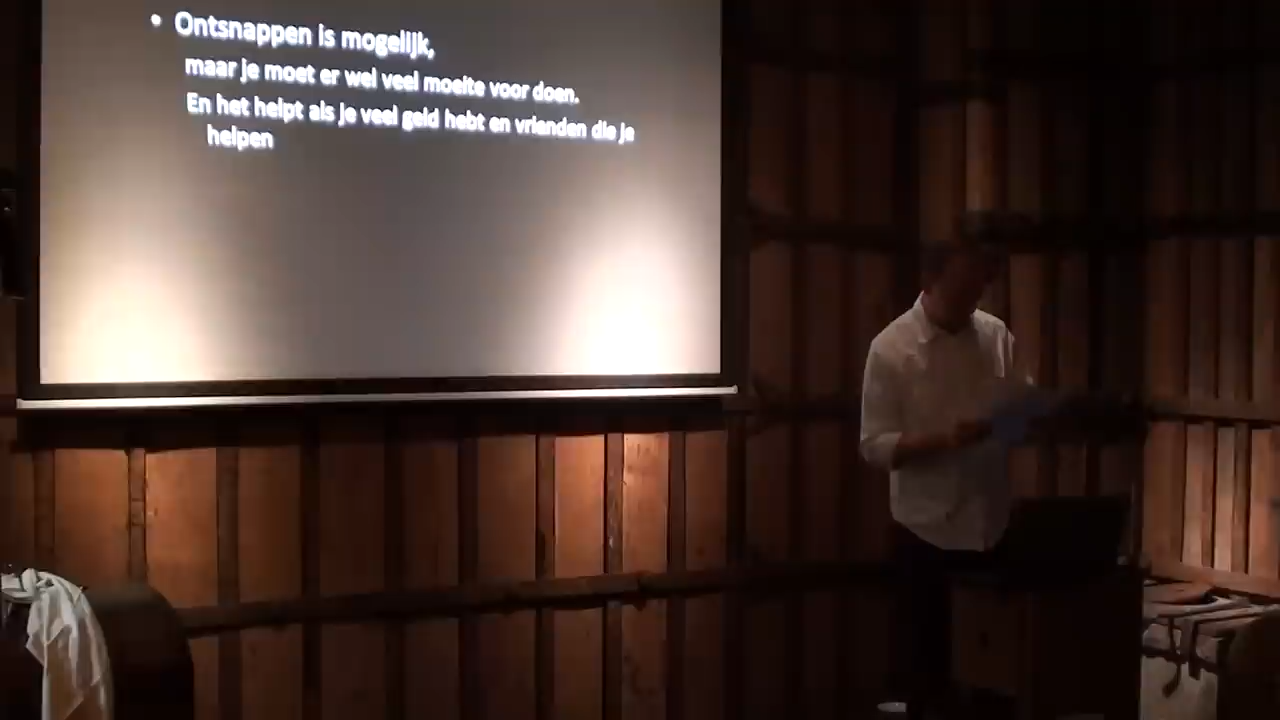 • Ontsnappen is mogelijk,
maar je moet er wel veel moeite voor doen.
En het helpt als je veel geld hebt en vrienden die je
helpen